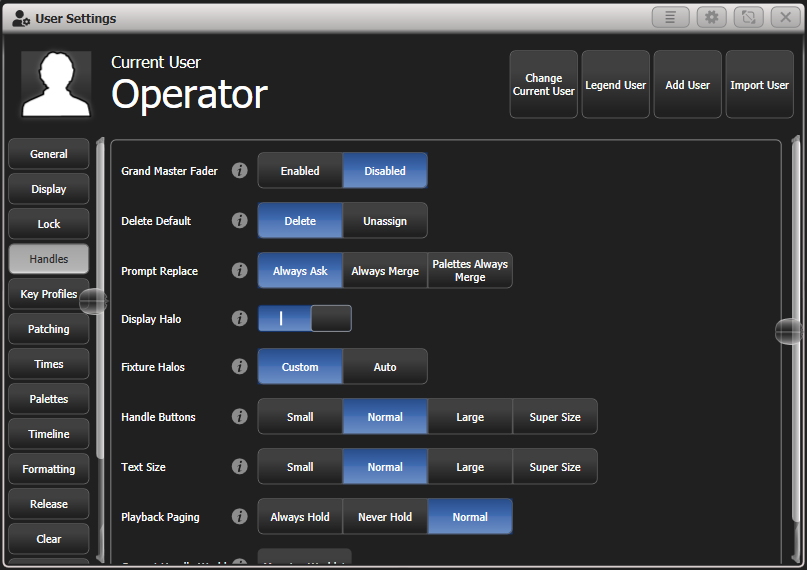 User Settings
Current User
Operator
Change
Current User
Legend User
Add User
Import User
General
Display
Lock
Handles
Key Profiles
Patching
Times
Palettes
Timeline
Formatting
Release
Clear
Grand Master Fader
Enabled
Disabled
Delete Default
Delete
Unassign
Prompt Replace
Always Ask
Always Merge
Palettes Always
Merge
Display Halo
Fixture Halos
Custom
Auto
Handle Buttons
Small
Normal
Large
Super Size
Text Size
Small
Normal
Large
Super Size
Playback Paging
Always Hold
Never Hold
Normal